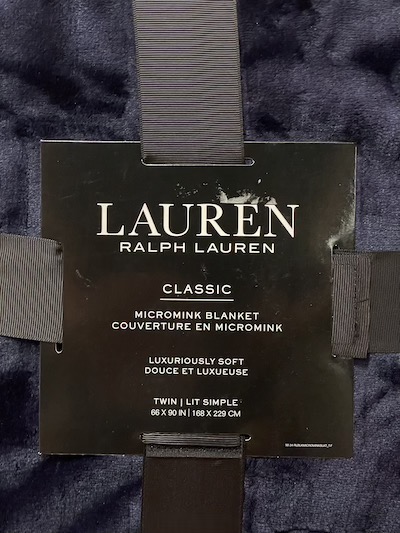 LAUREN
RALPH LAUREN
CLASSIC
MICROMINK BLANKET
COUVERTURE EN MICROMINK
LUXURIOUSLY SOFT
DOUCE ET LUXUEUSE
TWIN | LIT SIMPLE
66 X 90 IN | 168 X 229 CM